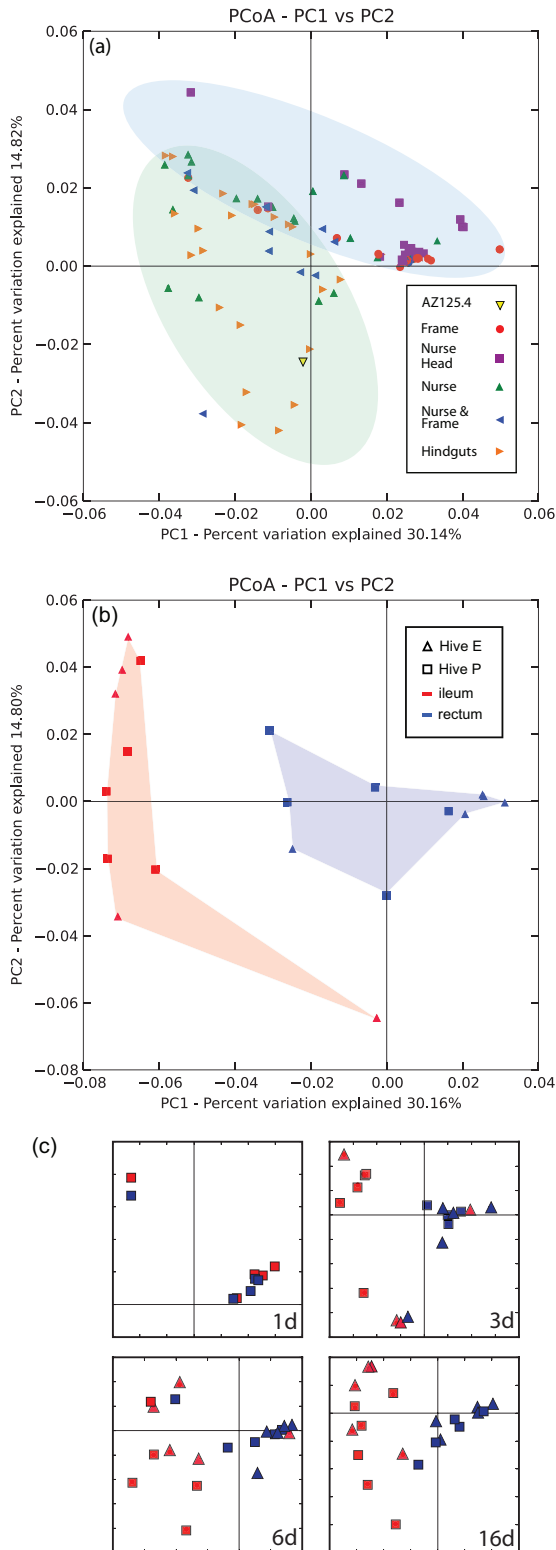 PCoA - PC1 vs PC2
(a)
0.06
0.04
0.02
0.00
−0.02
−0.04
−0.06
PC2 - Percent variation explained 14.82%
AZ125.4
Frame
Nurse
Head
Nurse
Nurse &
Frame
Hindguts
−0.06 −0.04 −0.02 0.00 0.02 0.04 0.06
PC1 - Percent variation explained 30.14%
PCoA - PC1 vs PC2
(b)
0.06
0.04
0.02
0.00
−0.02
−0.04
−0.06
−0.08
PC2 - Percent variation explained 14.80%
Hive E
Hive P
ileum
rectum
−0.08 −0.06 −0.04 −0.02 0.00 0.02 0.04
PC1 - Percent variation explained 30.16%
(c)
1d
3d
6d
16d